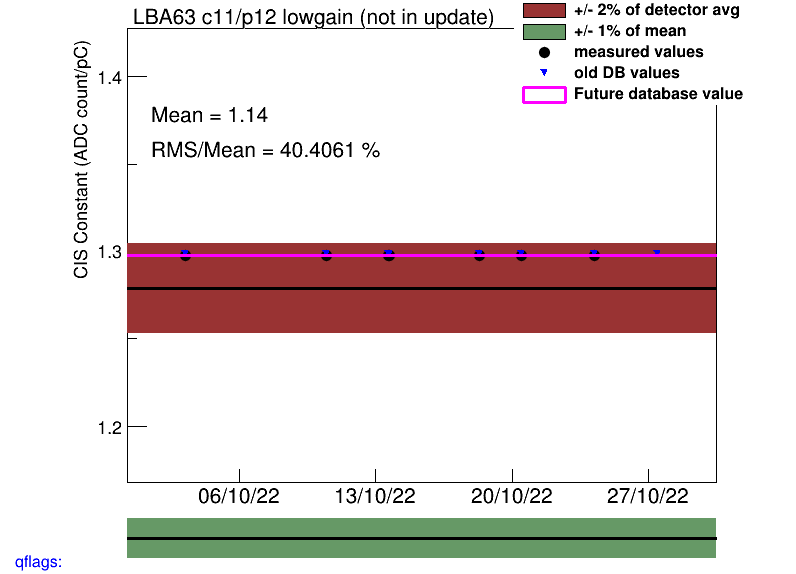 LBA63 c11/p12 lowgain (not in update)
+/- 2% of detector avg
+/- 1% of mean
measured values
old DB values
Future database value
Mean = 1.14
RMS/Mean = 40.4061 %
CIS Constant (ADC count/pC)
1.4
1.3
1.2
06/10/22 13/10/22 20/10/22 27/10/22
qflags: